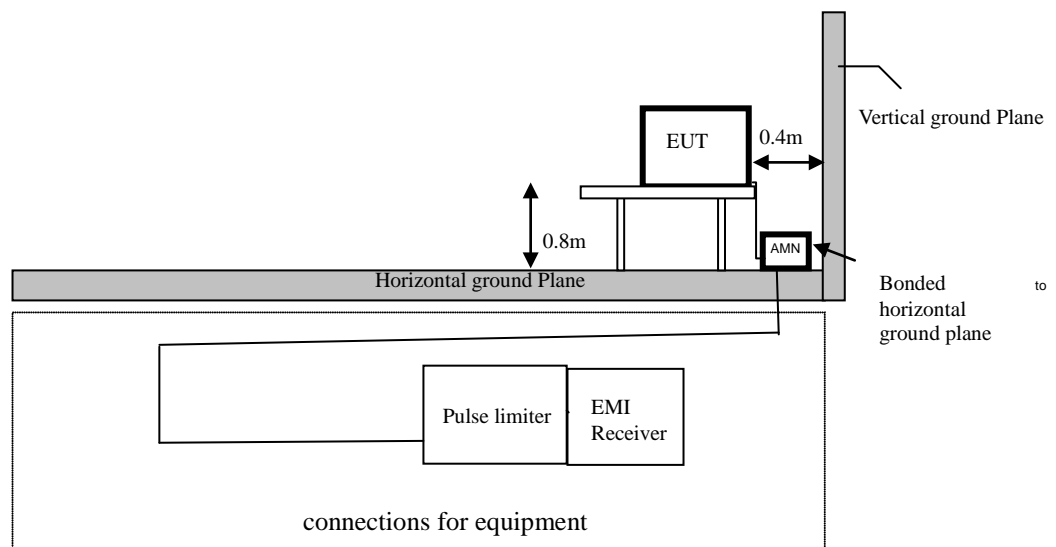 EUT
0.4m
Vertical ground Plane
0.8m
AMN
Horizontal ground Plane
Bonded to
horizontal
ground plane
Pulse limiter
EMI
Receiver
connections for equipment